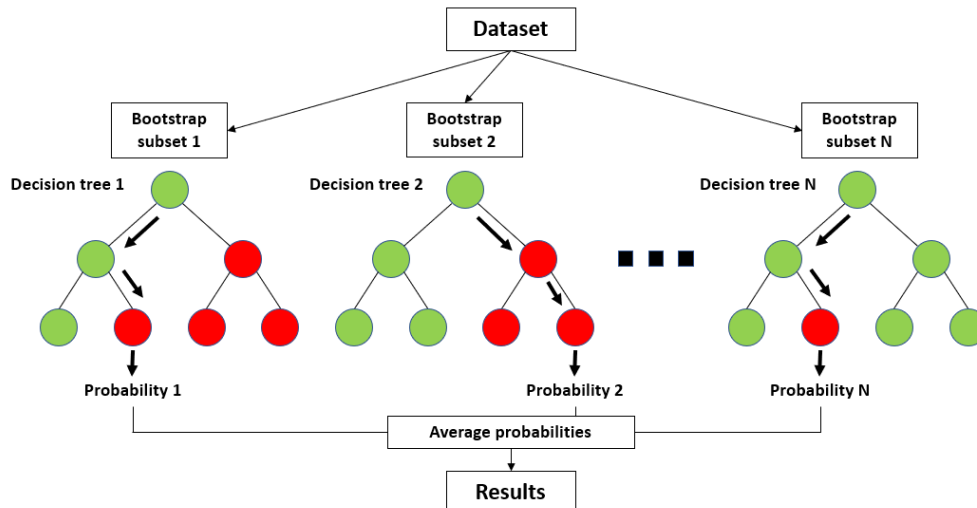 Dataset
Bootstrap
subset 1
Bootstrap
subset 2
Bootstrap
subset N
Decision tree 1
Decision tree 2
Decision tree N
Probability 1
Probability 2
Probability N
Average probabilities
Results